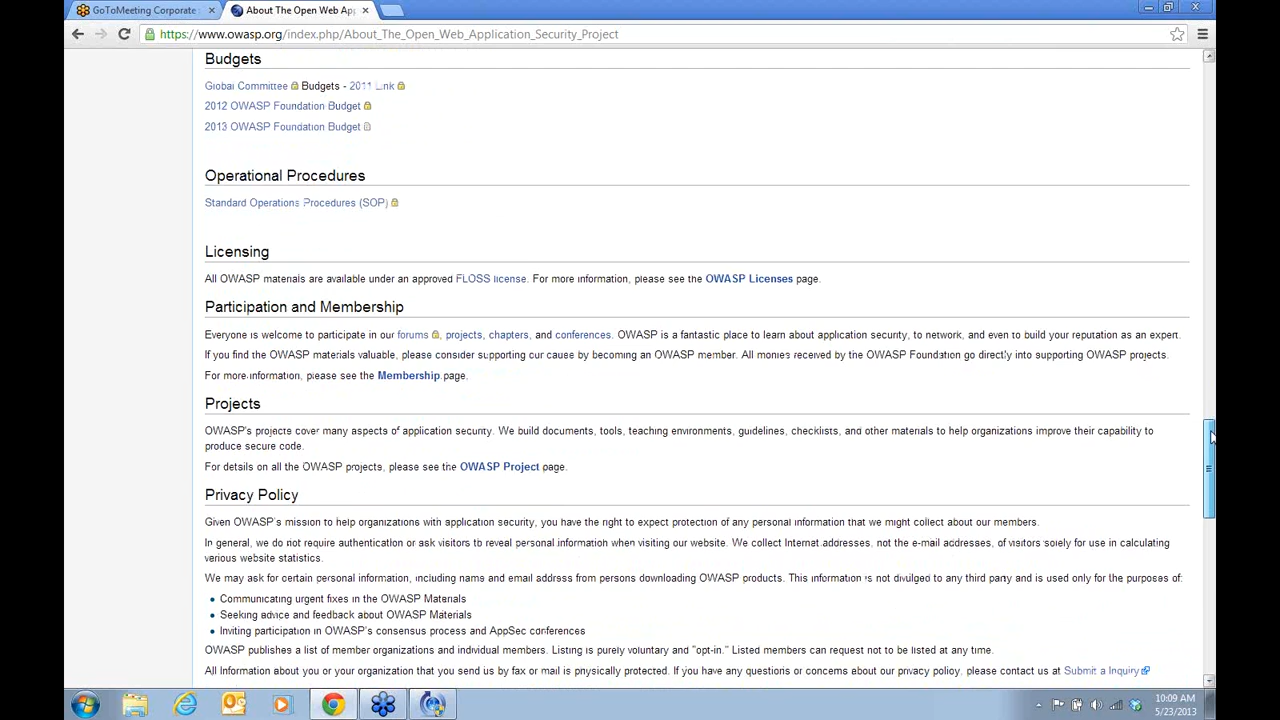 GoToMeeting Corporate
About The Open Web App
https://www.owasp.org/index.php/About_The_Open_Web_Application_Security_Project
Budgets
Global Committee Budgets - 2011 Link
2012 OWASP Foundation Budget
2013 OWASP Foundation Budget
Operational Procedures
Standard Operations Procedures (SOP)
Licensing
All OWASP materials are available under an approved FLOSS license. For more information, please see the OWASP Licenses page.
Participation and Membership
Everyone is welcome to participate in our forums, projects, chapters, and conferences. OWASP is a fantastic place to learn about application security, to network, and even to build your reputation as an expert.
If you find the OWASP materials valuable, please consider supporting our cause by becoming an OWASP member. All monies received by the OWASP Foundation go directly into supporting OWASP projects.
For more information, please see the Membership page.
Projects
OWASP's projects cover many aspects of application security. We build documents, tools, teaching environments, guidelines, checklists, and other materials to help organizations improve their capability to
produce secure code.
For details on all the OWASP projects, please see the OWASP Project page.
Privacy Policy
Given OWASP's mission to help organizations with application security, you have the right to expect protection of any personal information that we might collect about our members.
In general, we do not require authentication or ask visitors to reveal personal information when visiting our website. We collect Internet addresses, not the e-mail addresses, of visitors solely for use in calculating
various website statistics.
We may ask for certain personal information, including name and email address from persons downloading OWASP products. This information is not divulged to any third party and is used only for the purposes of:
• Communicating urgent fixes in the OWASP Materials
• Seeking advice and feedback about OWASP Materials
• Inviting participation in OWASP's consensus process and AppSec conferences
OWASP publishes a list of member organizations and individual members. Listing is purely voluntary and "opt-in." Listed members can request not to be listed at any time.
All Information about you or your organization that you send us by fax or mail is physically protected. If you have any questions or concerns about our privacy policy, please contact us at Submit a Inquiry
10:09 AM
5/23/2013